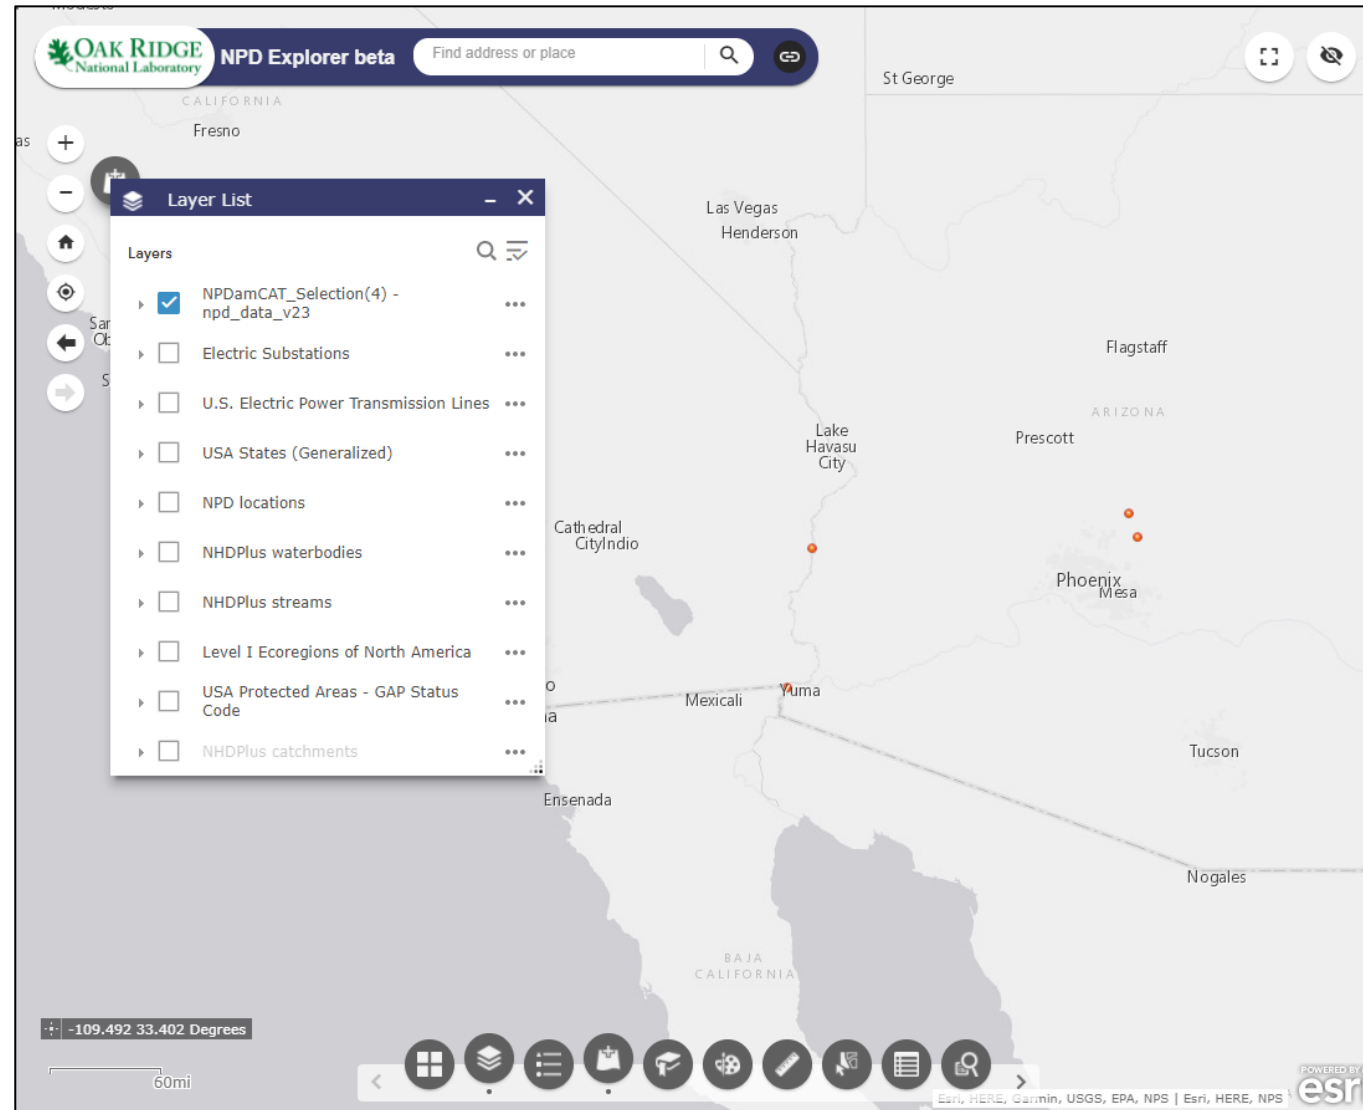 OAK RIDGE
National Laboratory
NPD Explorer beta
Find address or place
St George
CALIFORNIA
Fresno
as
Layer List
Las Vegas
Henderson
Layers
NPDamCAT_Selection(4) -
npd_data_v23
San
Ob
Electric Substations
Flagstaff
S
U.S. Electric Power Transmission Lines
ARIZONA
Lake
Havasu
City
Prescott
USA States (Generalized)
NPD locations
Cathedral
CityIndio
NHDPlus waterbodies
Phoenix
Mesa
NHDPlus streams
Level I Ecoregions of North America
USA Protected Areas - GAP Status
Code
o
a
Mexicali
Yuma
NHDPlus catchments
Tucson
Ensenada
Nogales
BAJA
CALIFORNIA
-109.492 33.402 Degrees
60mi
POWERED BY
esri
Esri, HERE, Garmin, USGS, EPA, NPS | Esri, HERE, NPS